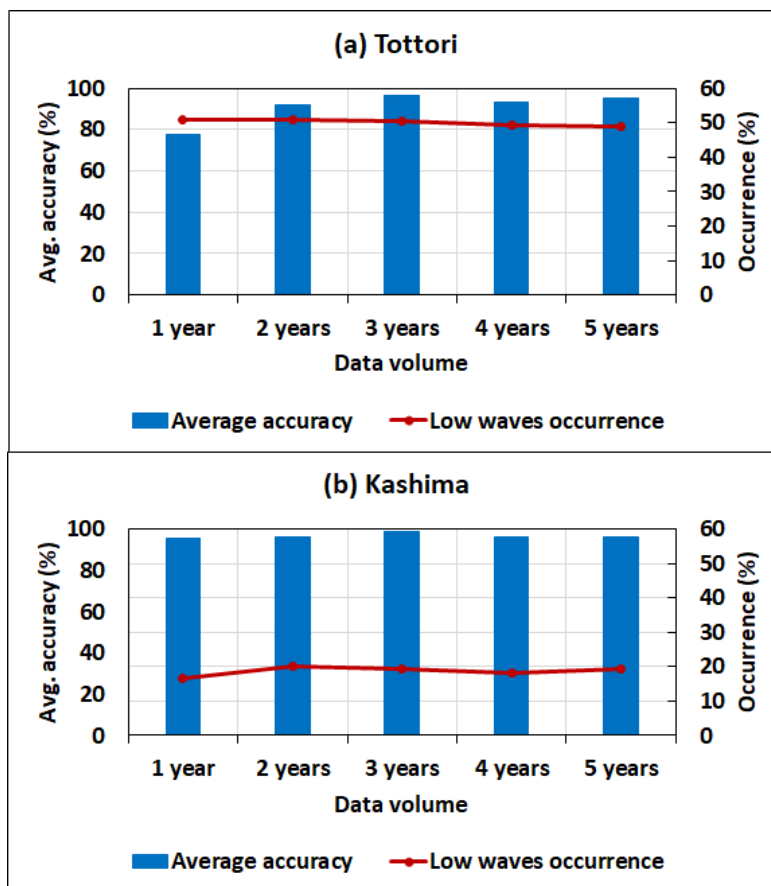 (a) Tottori
Avg. accuracy (%)
100
80
60
40
20
0
Occurrence (%)
60
50
40
30
20
10
0
1 year 2 years 3 years 4 years 5 years
Data volume
Average accuracy Low waves occurrence
(b) Kashima
Avg. accuracy (%)
100
80
60
40
20
0
Occurrence (%)
60
50
40
30
20
10
0
1 year 2 years 3 years 4 years 5 years
Data volume
Average accuracy Low waves occurrence